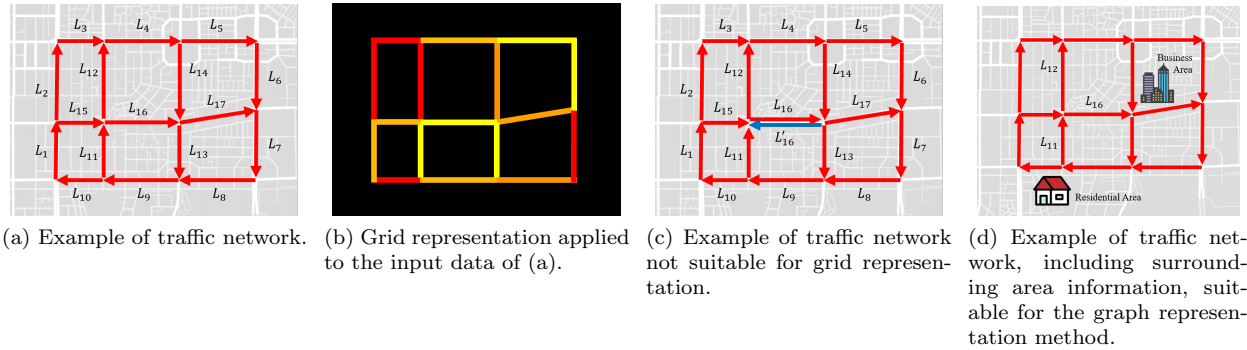 L3 L4 L5
L12 L14 L6
L2
L15 L16 L17
L1 L11 L13 L7
L10 L9 L8
(a) Example of traffic network.
(b) Grid representation applied
to the input data of (a).
L3 L4 L5
L12 L14 L6
L2
L15 L16 L17
L'16
L1 L11 L13 L7
L10 L9 L8
(c) Example of traffic network
not suitable for grid represen-
tation.
Business
Area
L12
L16
L11
Residential Area
(d) Example of traffic net-
work, including surround-
ing area information, suit-
able for the graph represen-
tation method.